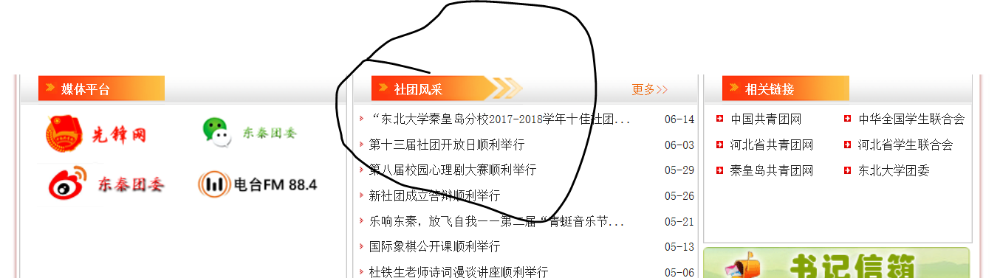 媒体平台
先锋网
东秦团委
东秦团委
电台FM 88.4
社团风采
更多>>
“东北大学秦皇岛分校2017-2018学年十佳社团... 06-14
第十三届社团开放日顺利举行 06-03
第八届校园心理剧大赛顺利举行 05-29
新社团成立答辩顺利举行 05-26
乐响东秦，放飞自我——第二届“青蜓音乐节... 05-21
国际象棋公开课顺利举行 05-13
杜铁生老师诗词漫谈讲座顺利举行 05-06
相关链接
中国共青团网 中华全国学生联合会
河北省共青团网 河北省学生联合会
秦皇岛共青团网 东北大学团委
书记信箱